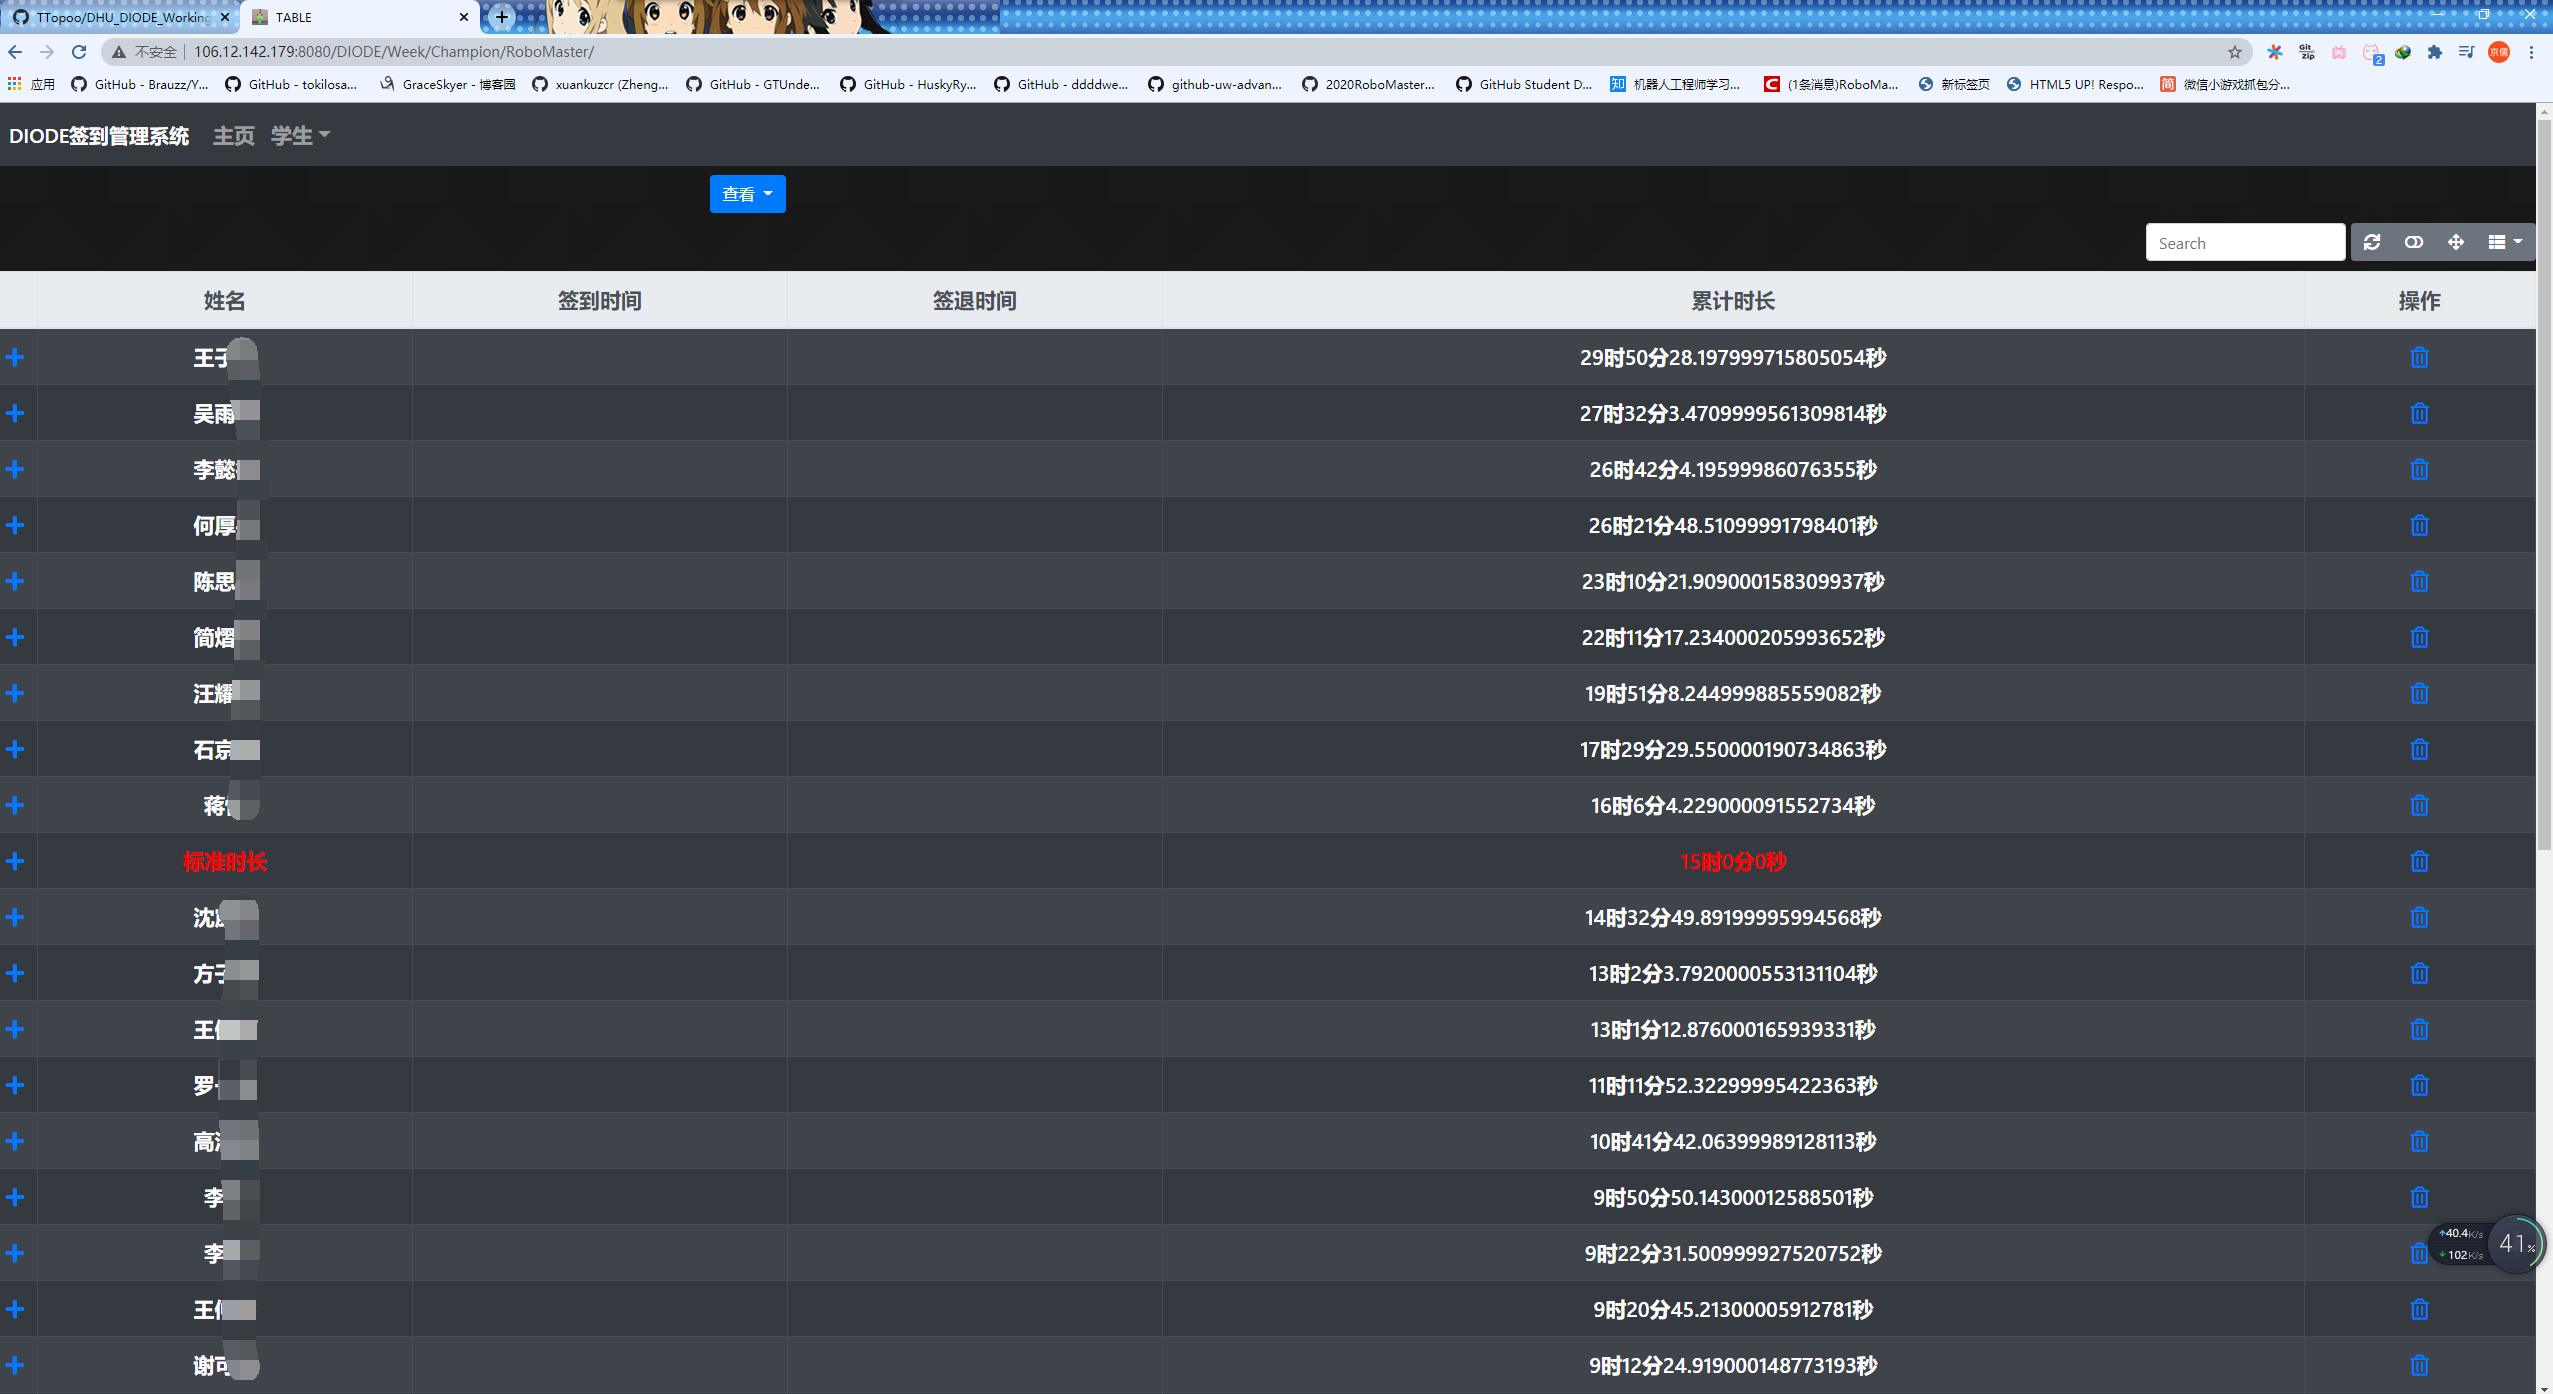 TTopoo/DHU_DIODE_Working
TABLE
不安全 | 106.12.142.179:8080/DIODE/Week/Champion/RoboMaster/
应用 GitHub - Brauzz/Y... GitHub - tokilosa... GraceSkyer - 博客园 xuankuzcr (Zheng... GitHub - GTUnde... GitHub - HuskyRy... GitHub - ddddwe... github-uw-advan... 2020RoboMaster... GitHub Student D... 机器人工程师学习... (1条消息)RoboMa... 新标签页 HTML5 UP! Respo... 微信小游戏抓包分...
DIODE签到管理系统 主页 学生
查看
Search
姓名 签到时间 签退时间 累计时长 操作
王子 29时50分28.197999715805054秒
吴雨 27时32分3.4709999561309814秒
李懿 26时42分4.19599986076355秒
何厚 26时21分48.51099991798401秒
陈思 23时10分21.909000158309937秒
简熠 22时11分17.234000205993652秒
汪耀 19时51分8.244999885559082秒
石京 17时29分29.550000190734863秒
蒋 16时6分4.229000091552734秒
标准时长 15时0分0秒
沈 14时32分49.89199995994568秒
方子 13时2分3.7920000553131104秒
王 13时1分12.876000165939331秒
罗 11时11分52.32299995422363秒
高 10时41分42.06399989128113秒
李 9时50分50.14300012588501秒
李 9时22分31.500999927520752秒
王 9时20分45.21300005912781秒
谢可 9时12分24.919000148773193秒
40.4K/s
102K/s
41%